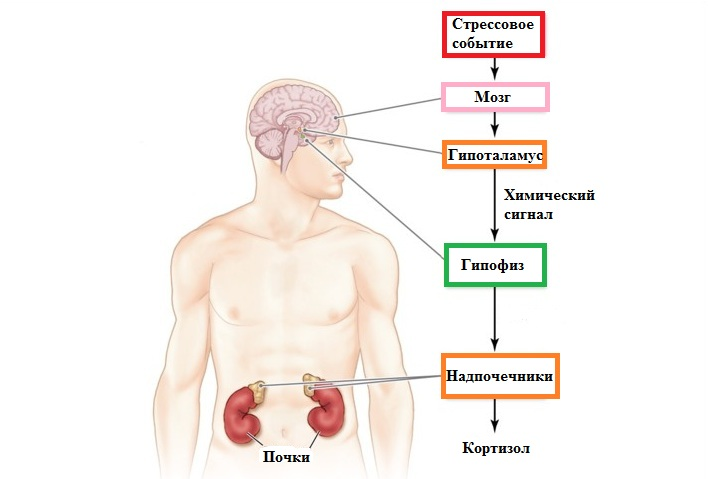 Стрессовое
событие
Мозг
Гипоталамус
Химический
сигнал
Гипофиз
Надпочечники
Кортизол
Почки